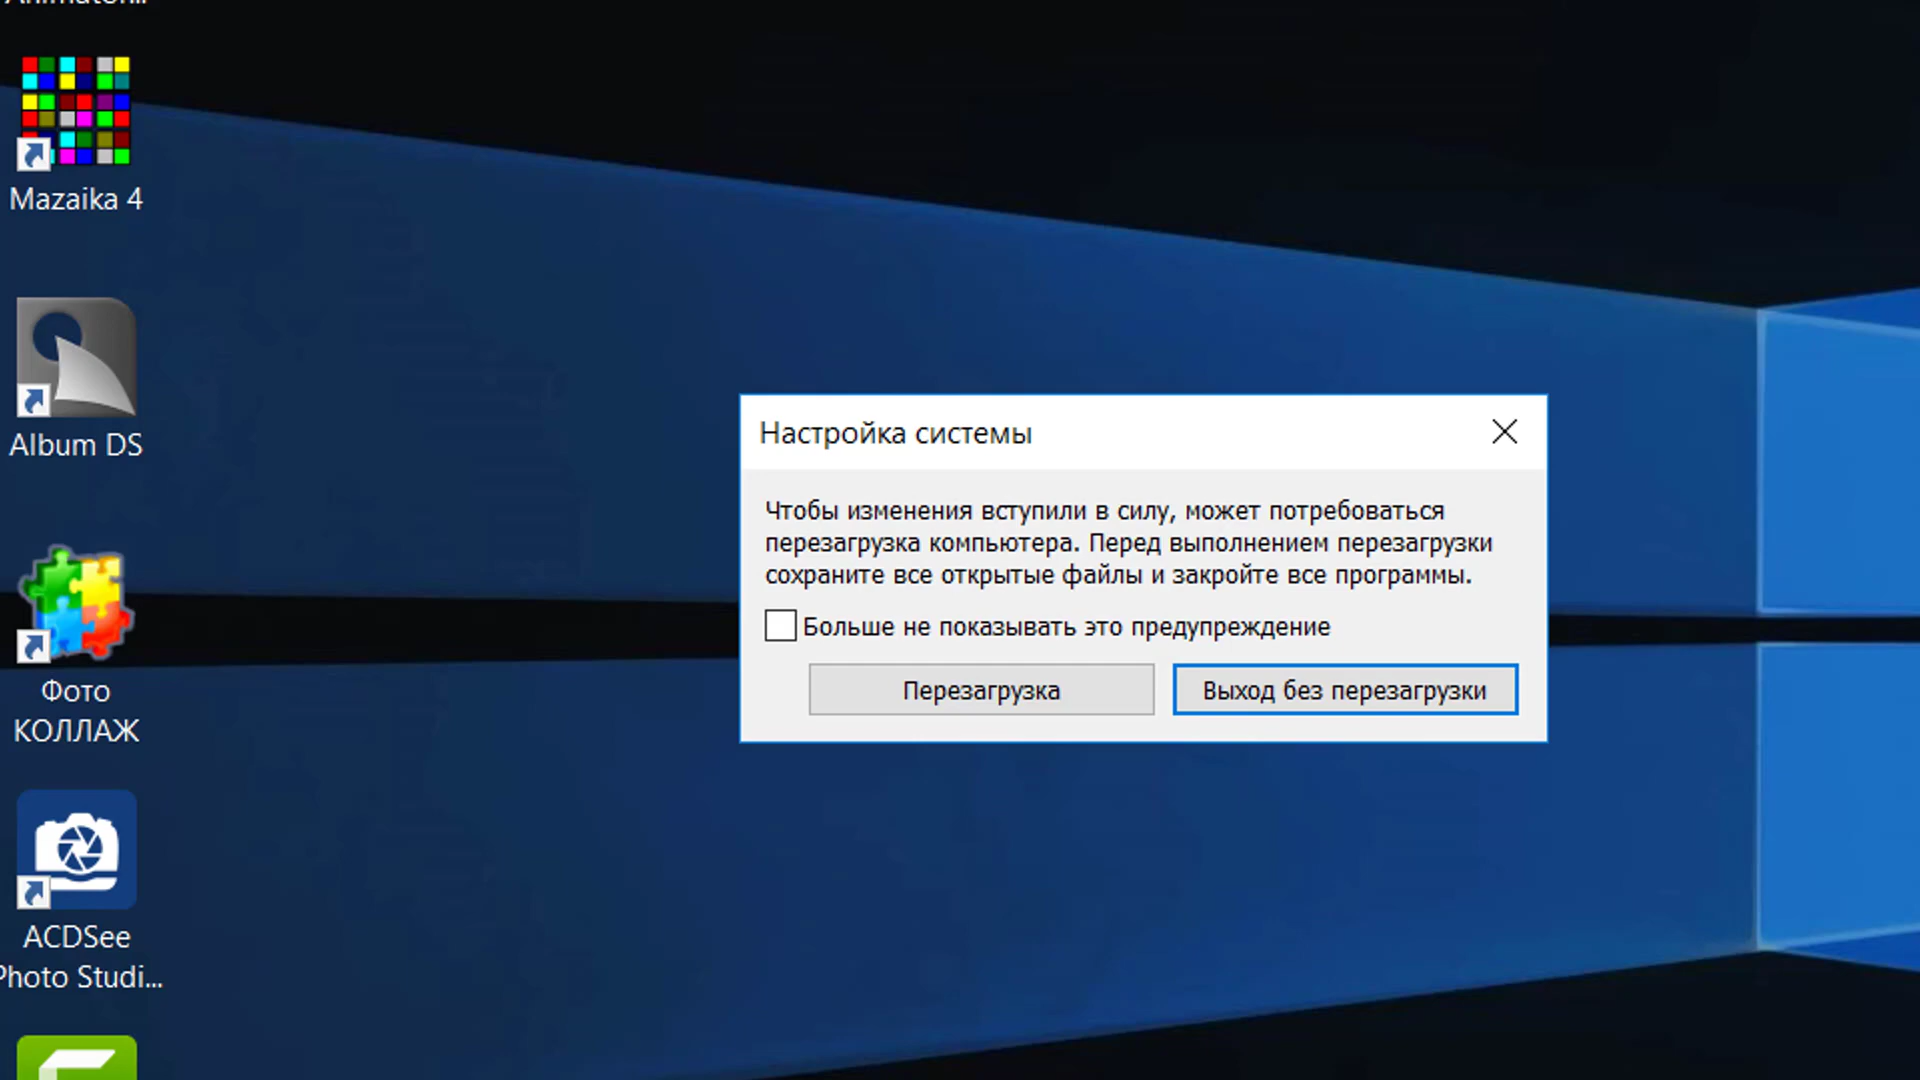 Mazaika 4
Album DS
Фото
КОЛЛАЖ
ACDSee
Photo Studi...
Настройка системы
Чтобы изменения вступили в силу, может потребоваться
перезагрузка компьютера. Перед выполнением перезагрузки
сохраните все открытые файлы и закройте все программы.
Больше не показывать это предупреждение
Перезагрузка
Выход без перезагрузки